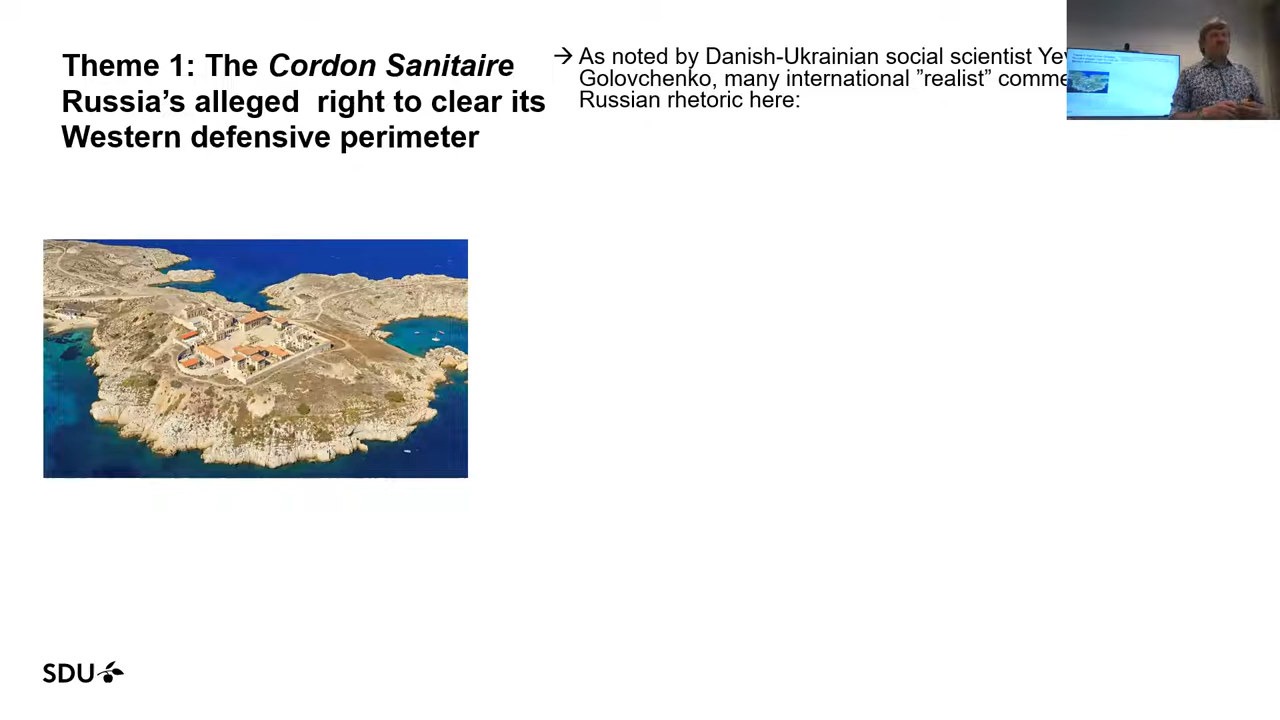 Theme 1: The Cordon Sanitaire
Russia’s alleged  right to clear its
Western defensive perimeter
→ As noted by Danish-Ukrainian social scientist
Golovchenko, many international ”realist”
Russian rhetoric here:
SDU